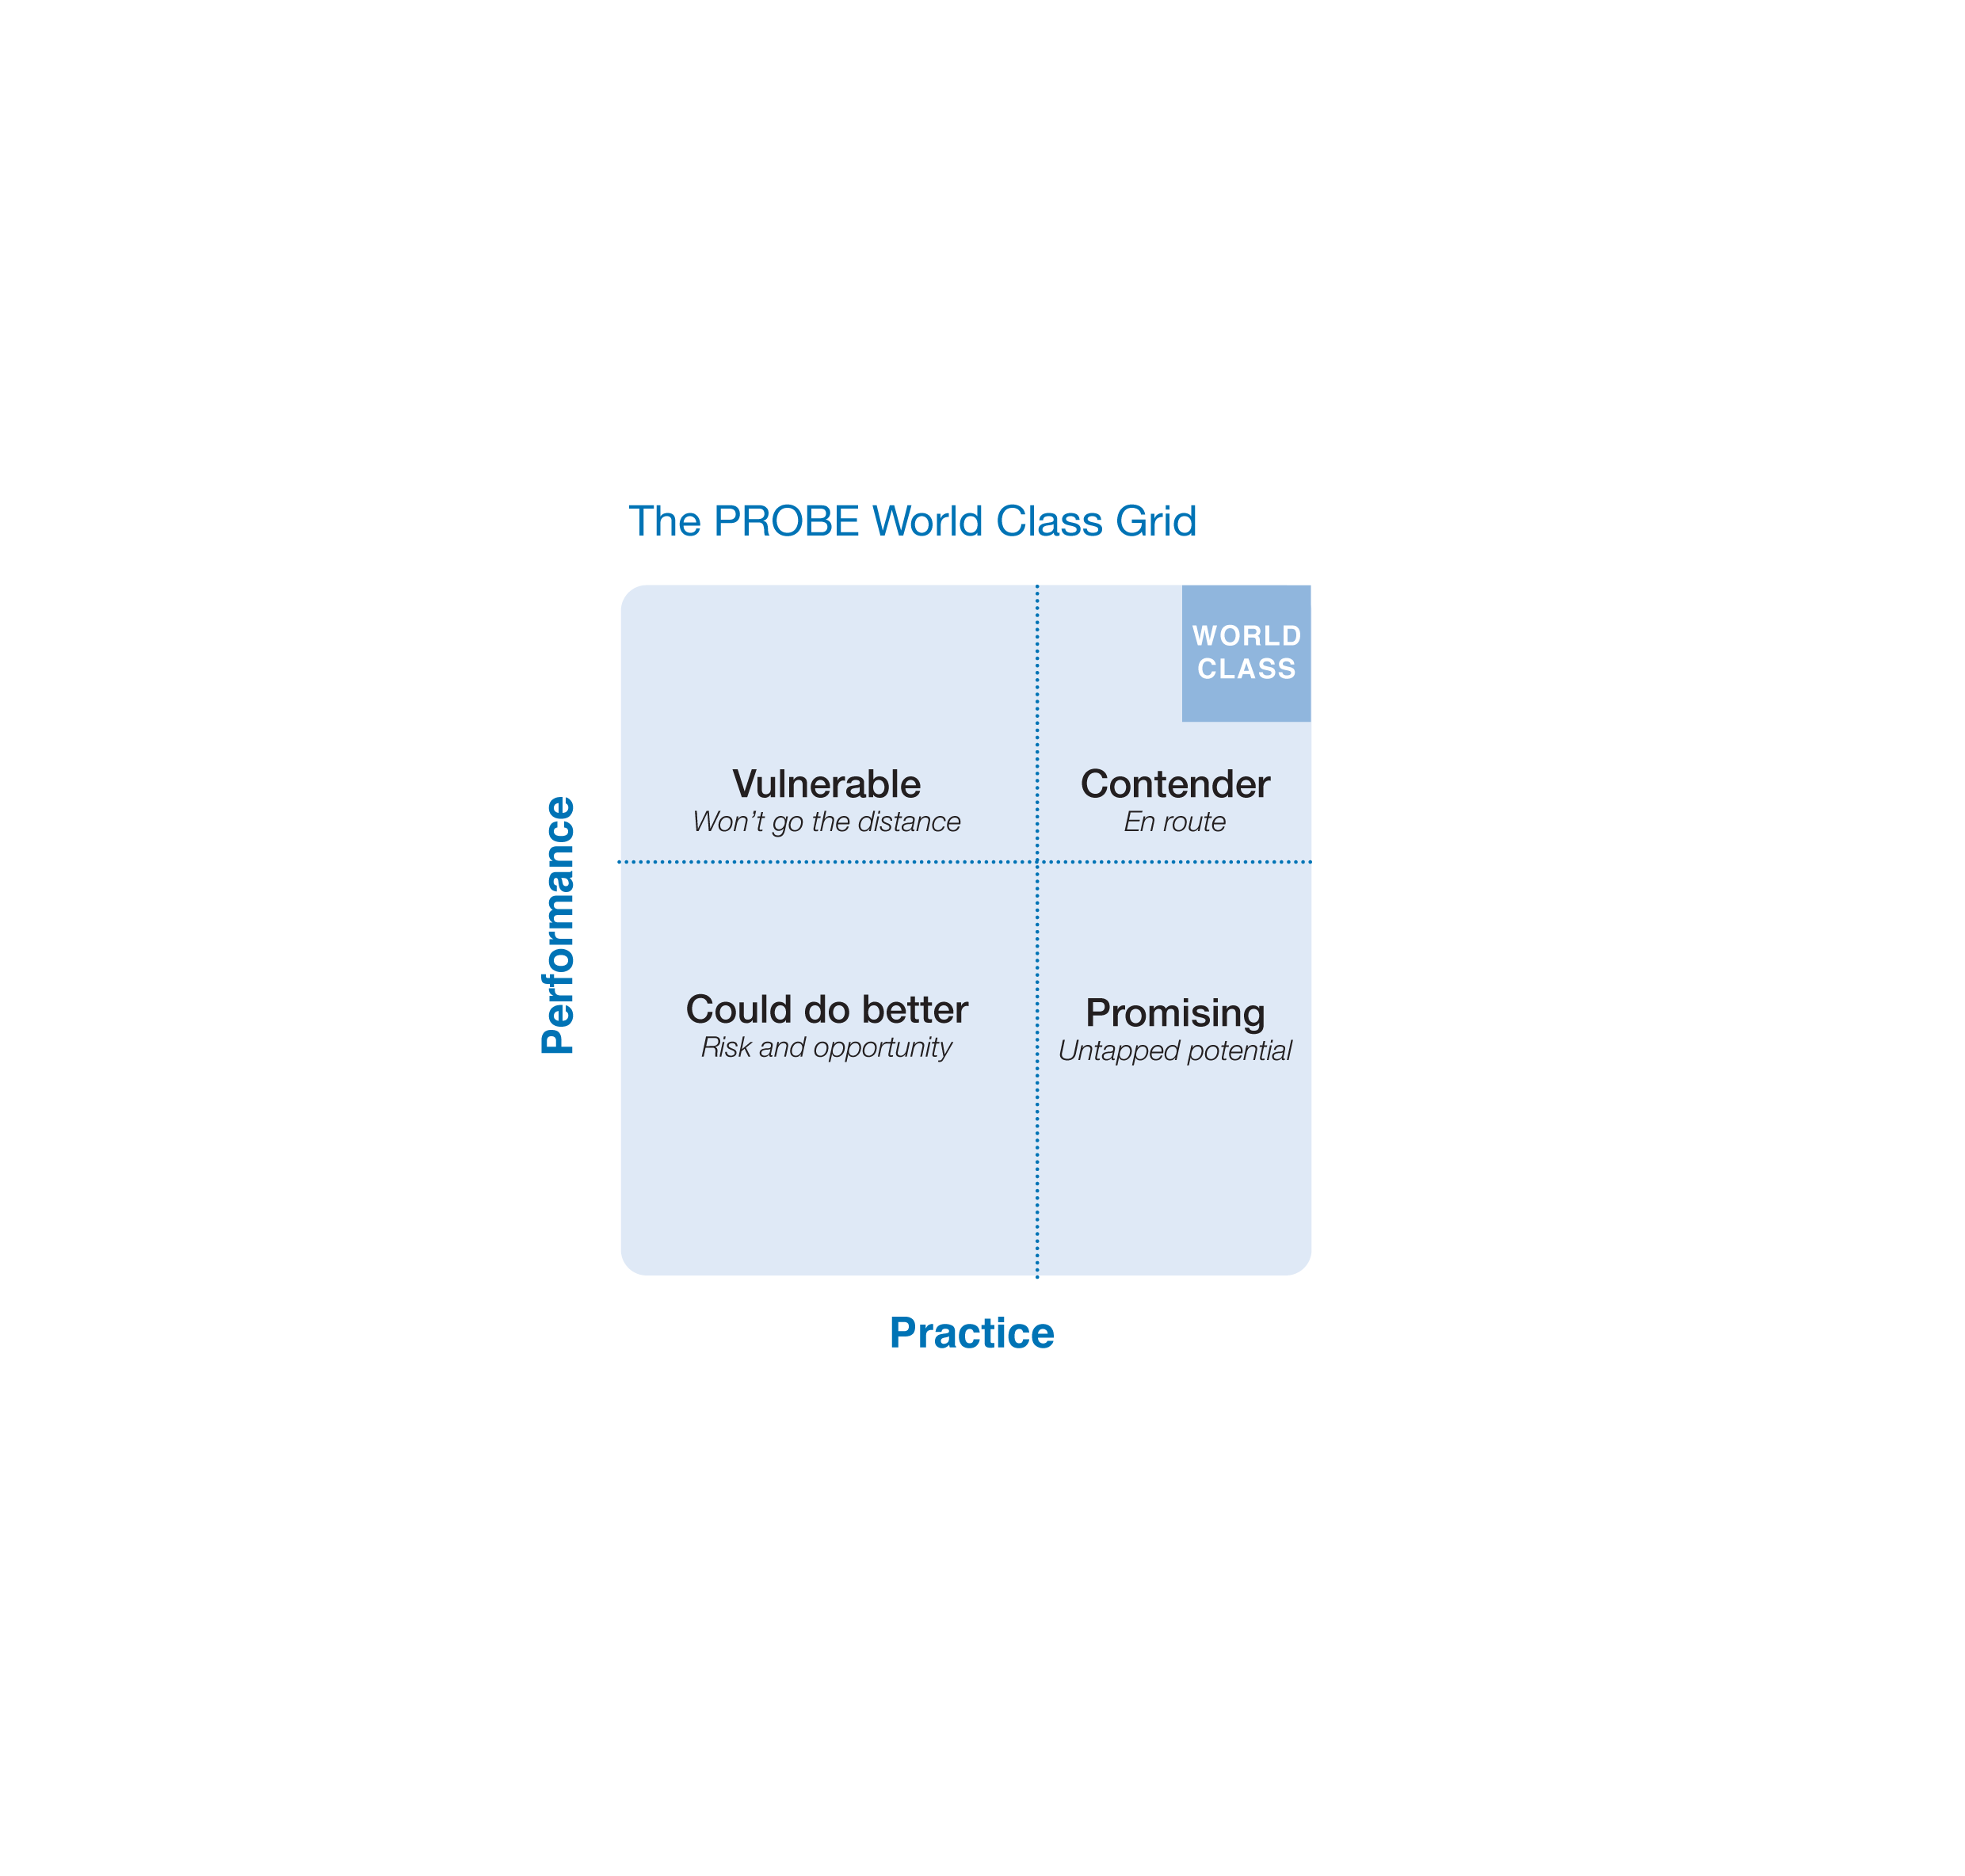 The PROBE World Class Grid
WORLD
CLASS
Vulnerable
Won’t go the distance
Contender
En route
Performance
Could do better
Risk and opportunity
Promising
Untapped potential
Practice